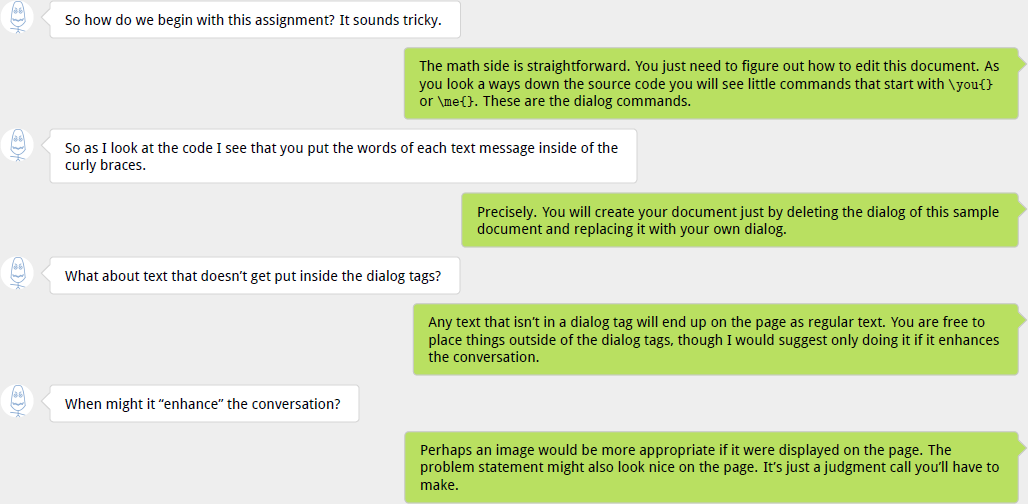 So how do we begin with this assignment? It sounds tricky.
The math side is straightforward. You just need to figure out how to edit this document. As
you look a ways down the source code you will see little commands that start with \you{}
or \me{}. These are the dialog commands.
So as I look at the code I see that you put the words of each text message inside of the
curly braces.
Precisely. You will create your document just by deleting the dialog of this sample
document and replacing it with your own dialog.
What about text that doesn’t get put inside the dialog tags?
Any text that isn’t in a dialog tag will end up on the page as regular text. You are free to
place things outside of the dialog tags, though I would suggest only doing it if it enhances
the conversation.
When might it “enhance” the conversation?
Perhaps an image would be more appropriate if it were displayed on the page. The
problem statement might also look nice on the page. It’s just a judgment call you’ll have to
make.